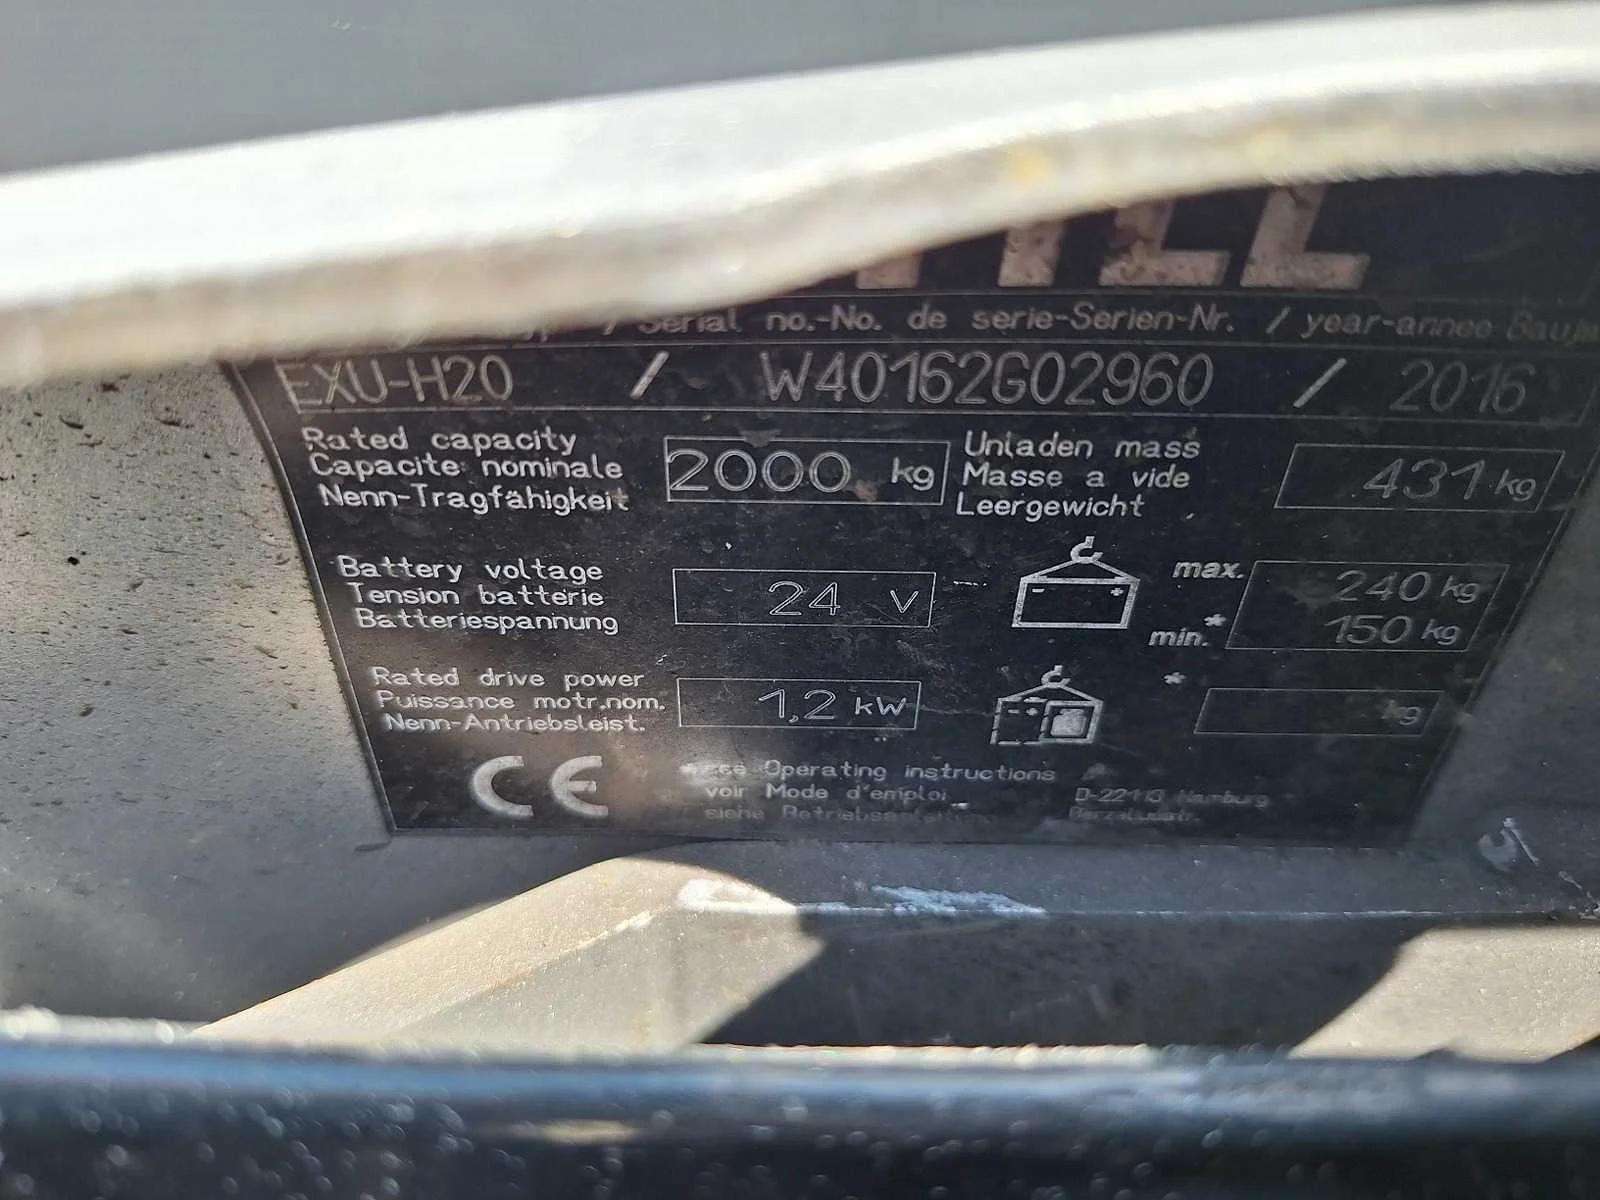 / Serial no.-No. de serie-Serien-Nr. / year-annee
EXU-H20 / W40162G02960 / 2016
Rated capacity
Capacite nominale
Nenn-Tragfähigkeit
2000 kg
Unladen mass
Masse a vide
Leergewicht
431 kg
Battery voltage
Tension batterie
Batteriespannung
24 V
- +
max. 240 kg
min.* 150 kg
Rated drive power
Puissance motr.nom.
Nenn-Antriebsleist.
1,2 kW
- +
* kg
CE
Operating instructions
voir Mode d'emploi
siehe Betriebsanleitung
D-22113 Hamburg